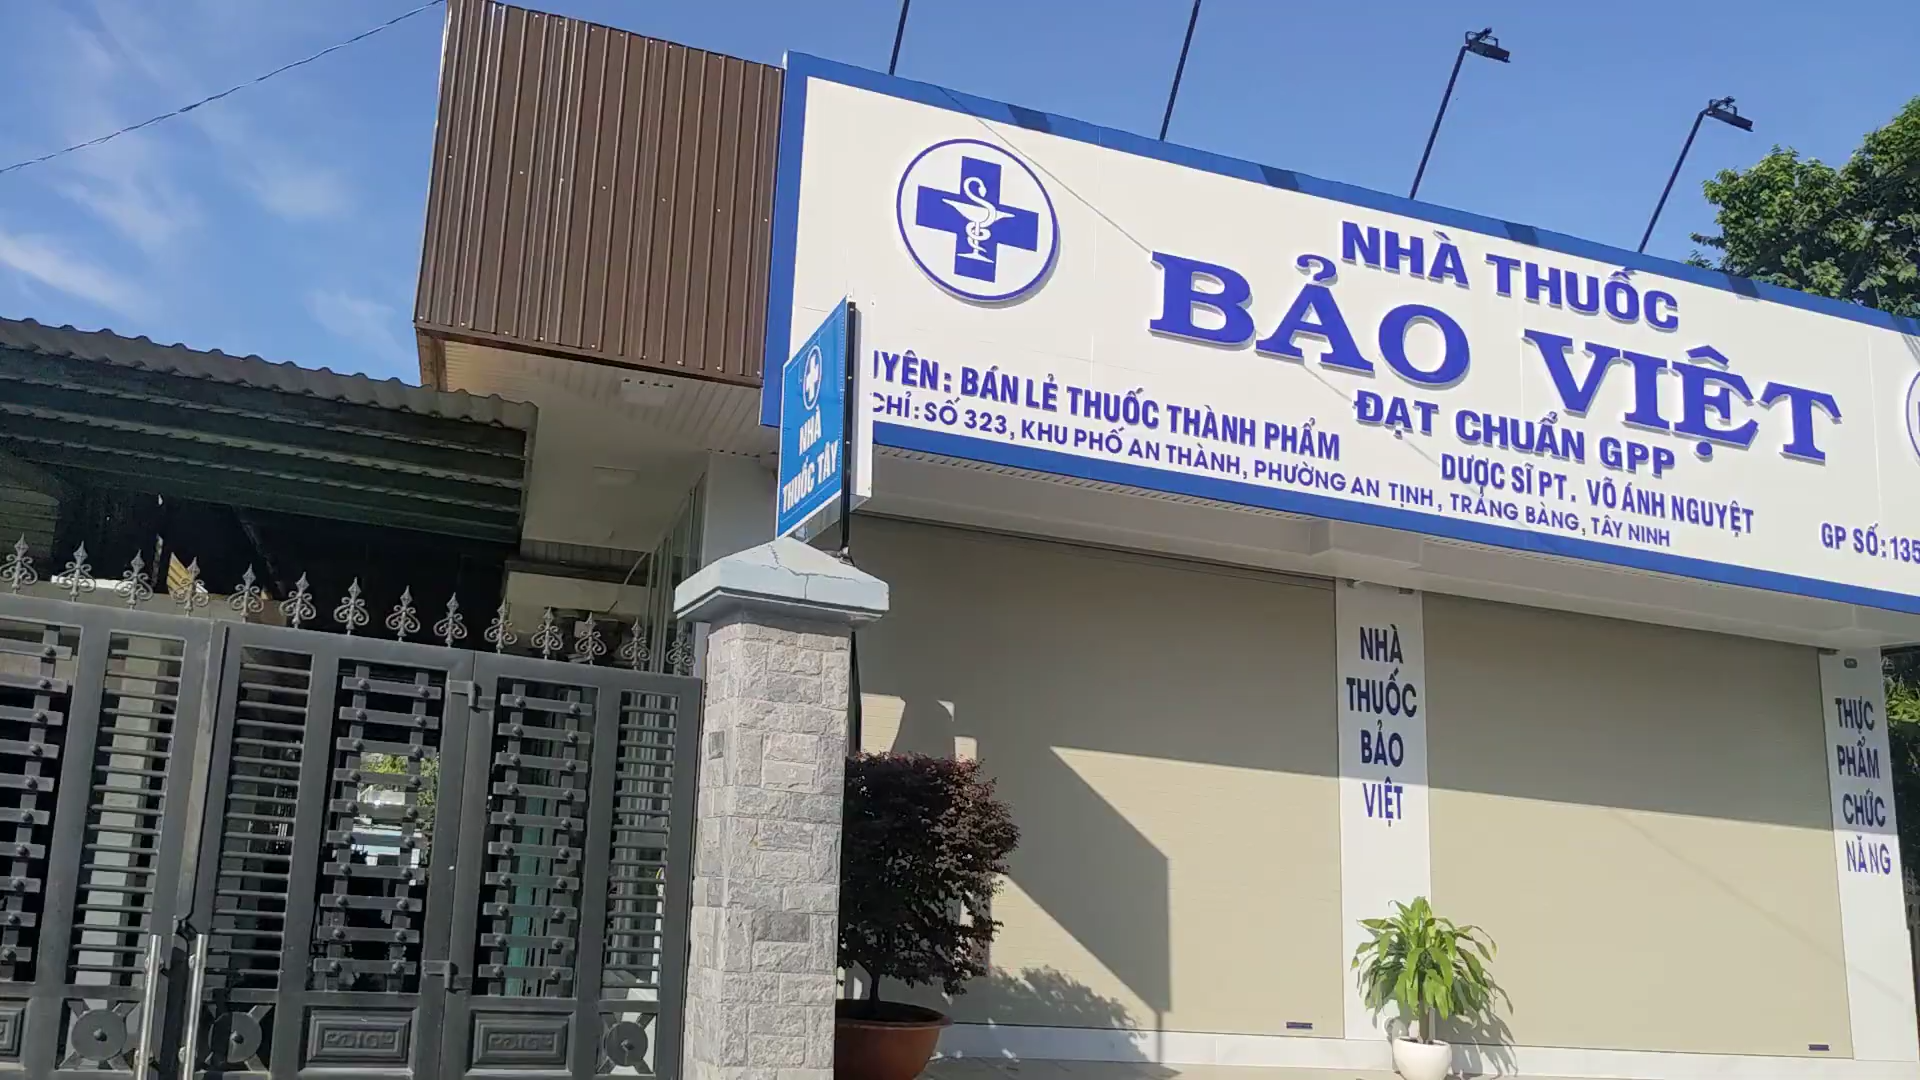 NHÀ THUỐC
BẢO VIỆT
ĐẠT CHUẨN GPP
DƯỢC SĨ PT. VÕ ÁNH NGUYỆT
BÁN LẺ THUỐC THÀNH PHẨM
CHỈ: SỐ 323, KHU PHỐ AN THÀNH, PHƯỜNG AN TỊNH, TRẢNG BÀNG, TÂY NINH
GP SỐ: 135
NHÀ
THUỐC TÂY
NHÀ
THUỐC
BẢO
VIỆT
THỰC
PHẨM
CHỨC
NĂNG